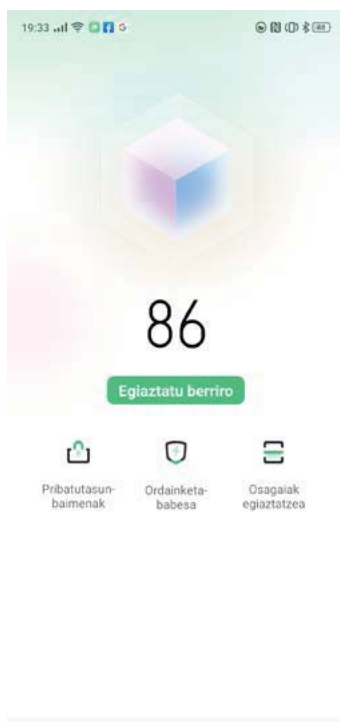 19:33
86
Egiaztatu berriro
Pribatutasun-
baimenak
Ordainketa-
babesa
Osagaiak
egiaztatzea